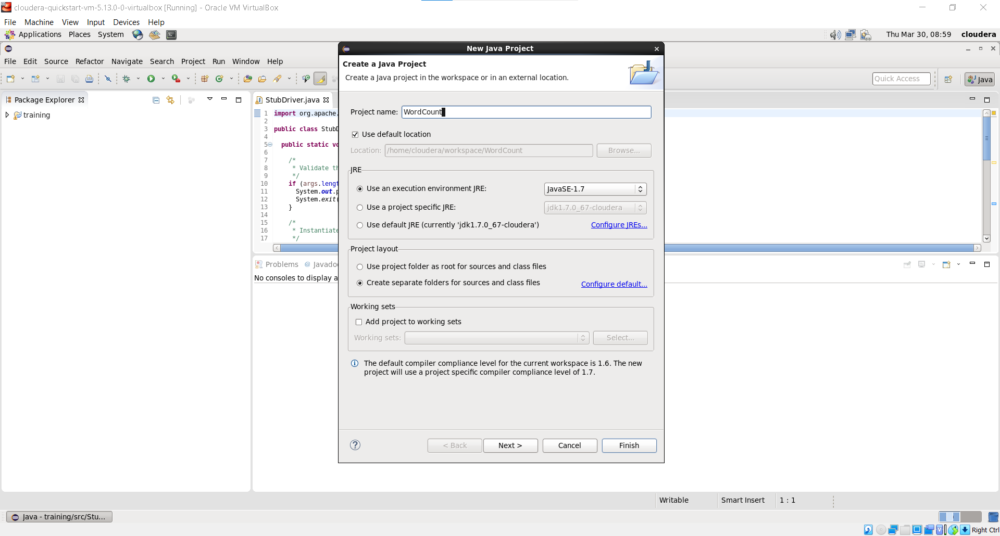 cloudera-quickstart-vm-5.13.0-0-virtualbox [Running] - Oracle VM VirtualBox
File Machine View Input Devices Help
Applications Places System Thu Mar 30, 08:59 cloudera
File Edit Source Refactor Navigate Search Project Run Window Help
Quick Access Java
Package Explorer
training
StubDriver.java
1 import org.apache.
2
3 public class Stub
4
5 public static vo
6
7 /*
8 * Validate th
9 */
10 if (args.lengt
11 System.out.p
12 System.exit(
13 }
14
15 /*
16 * Instantiate
17 */
Problems @ Javado
No consoles to display a
New Java Project
Create a Java Project
Create a Java project in the workspace or in an external location.
Project name: WordCount
Use default location
Location: /home/cloudera/workspace/WordCount Browse...
JRE
Use an execution environment JRE: JavaSE-1.7
Use a project specific JRE: jdk1.7.0_67-cloudera
Use default JRE (currently 'jdk1.7.0_67-cloudera') Configure JREs...
Project layout
Use project folder as root for sources and class files
Create separate folders for sources and class files Configure default...
Working sets
Add project to working sets
Working sets: Select...
The default compiler compliance level for the current workspace is 1.6. The new
project will use a project specific compiler compliance level of 1.7.
? < Back Next > Cancel Finish
Writable Smart Insert 1 : 1
Java - training/src/Stu...
Right Ctrl